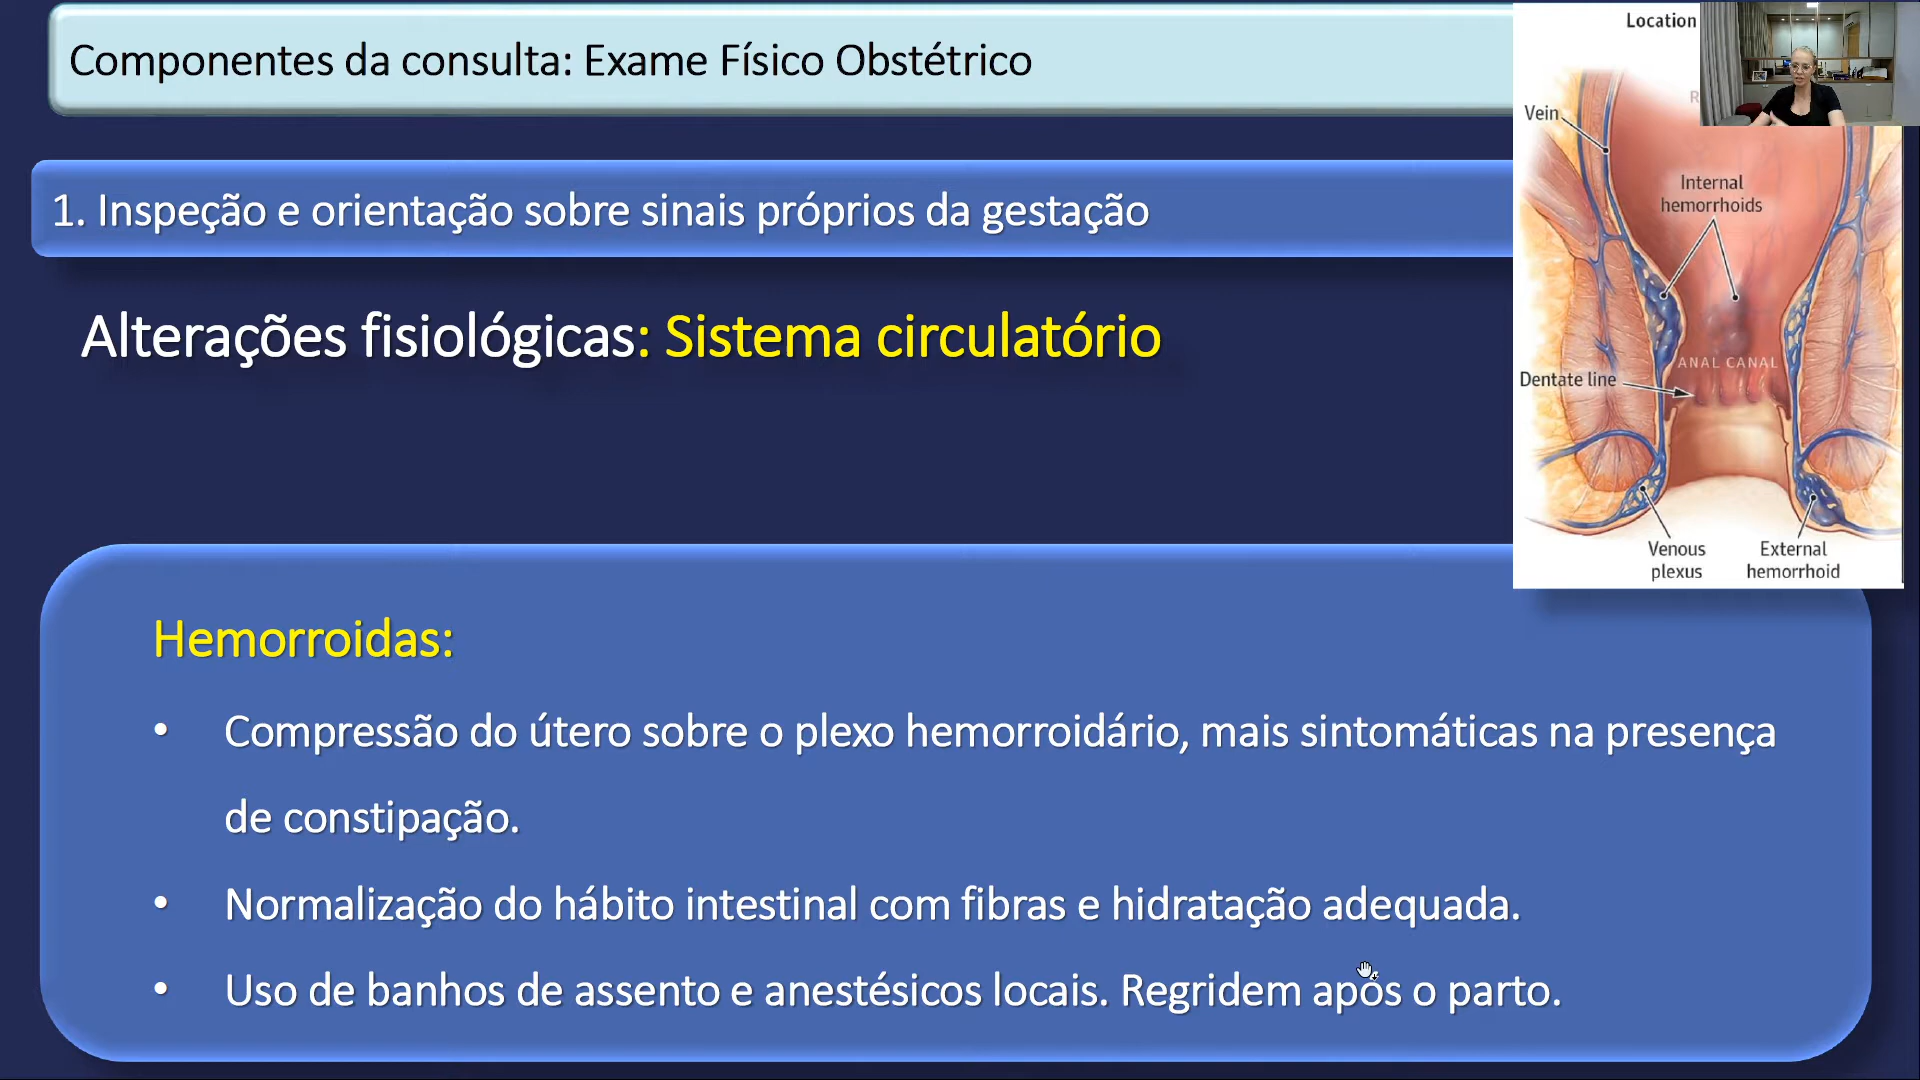 Componentes da consulta: Exame Físico Obstétrico
1. Inspeção e orientação sobre sinais próprios da gestação
Alterações fisiológicas: Sistema circulatório
Location
Vein
Internal
hemorrhoids
ANAL CANAL
Dentate line
Venous
plexus
External
hemorrhoid
Hemorroidas:
• Compressão do útero sobre o plexo hemorroidário, mais sintomáticas na presença
de constipação.
• Normalização do hábito intestinal com fibras e hidratação adequada.
• Uso de banhos de assento e anestésicos locais. Regridem após o parto.